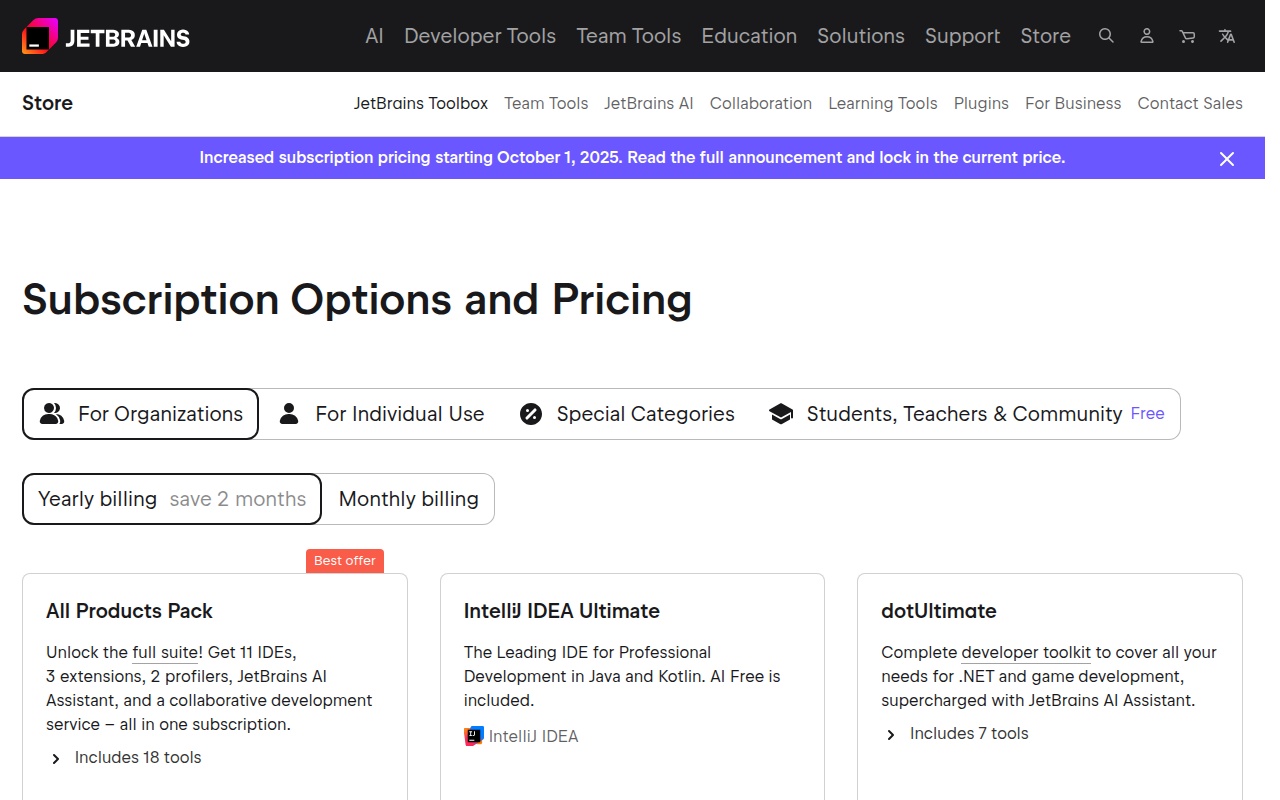 JETBRAINS
AI Developer Tools Team Tools Education Solutions Support Store
Store
JetBrains Toolbox Team Tools JetBrains AI Collaboration Learning Tools Plugins For Business Contact Sales
Increased subscription pricing starting October 1, 2025. Read the full announcement and lock in the current price.
Subscription Options and Pricing
For Organizations For Individual Use Special Categories Students, Teachers & Community Free
Yearly billing save 2 months Monthly billing
Best offer
All Products Pack
Unlock the full suite! Get 11 IDEs,
3 extensions, 2 profilers, JetBrains AI
Assistant, and a collaborative development
service – all in one subscription.
Includes 18 tools
IntelliJ IDEA Ultimate
The Leading IDE for Professional
Development in Java and Kotlin. AI Free is
included.
IntelliJ IDEA
dotUltimate
Complete developer toolkit to cover all your
needs for .NET and game development,
supercharged with JetBrains AI Assistant.
Includes 7 tools